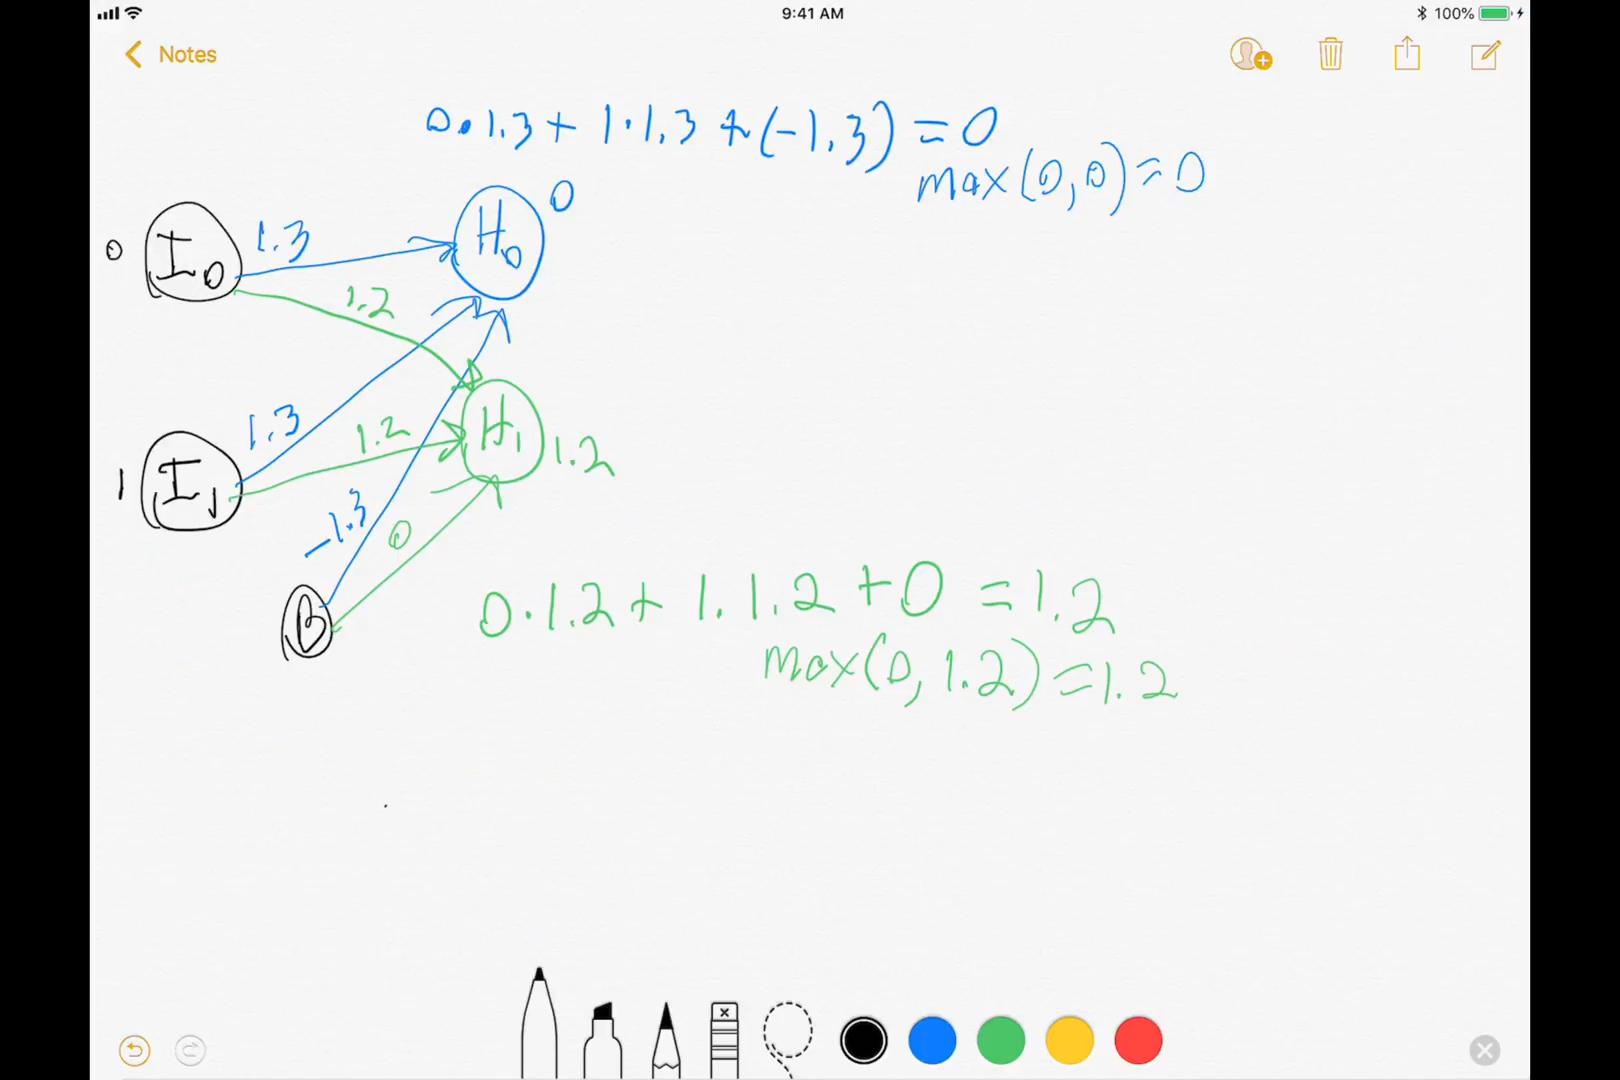 9:41 AM
100%
Notes
0·1.3+ 1·1.3 +(-1.3) =0
max(0,0)=0
0
H0
0
I0
1.3
1.2
1.3
1.2
H1
1.2
1
I1
-1.3
0
B
0·1.2+ 1·1.2 +0 =1.2
max(0, 1.2) =1.2